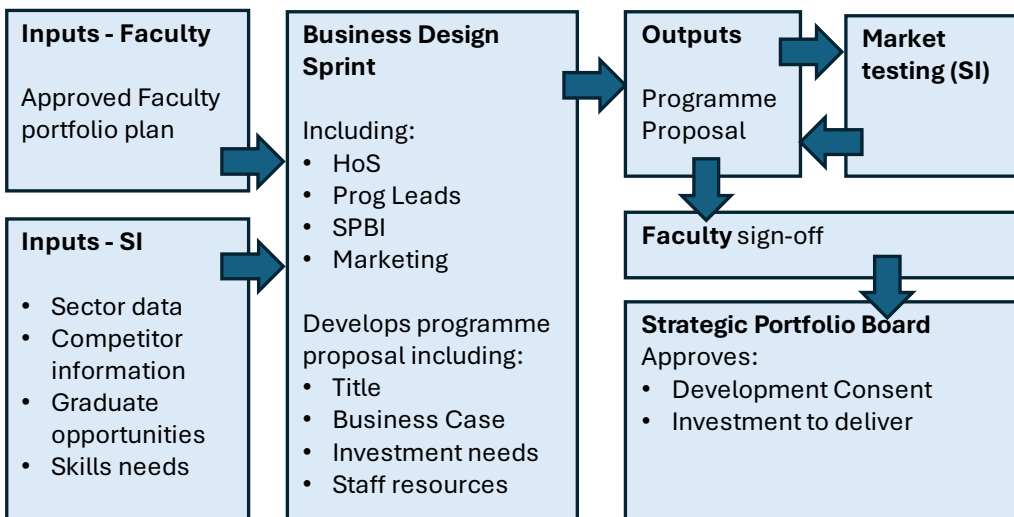 Inputs - Faculty
Approved Faculty
portfolio plan
Inputs - SI
• Sector data
• Competitor
information
• Graduate
opportunities
• Skills needs
Business Design
Sprint
Including:
• HoS
• Prog Leads
• SPBI
• Marketing
Develops programme
proposal including:
• Title
• Business Case
• Investment needs
• Staff resources
Outputs
Programme
Proposal
Market
testing (SI)
Faculty sign-off
Strategic Portfolio Board
Approves:
• Development Consent
• Investment to deliver